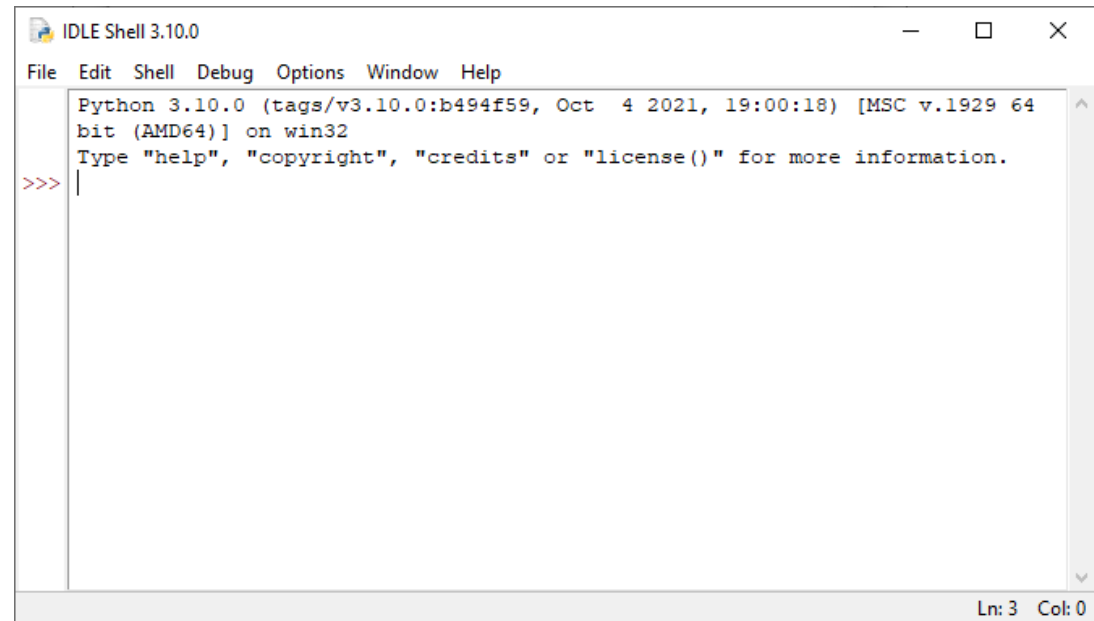 IDLE Shell 3.10.0
File Edit Shell Debug Options Window Help
Python 3.10.0 (tags/v3.10.0:b494f59, Oct  4 2021, 19:00:18) [MSC v.1929 64
bit (AMD64)] on win32
Type "help", "copyright", "credits" or "license()" for more information.
>>>
Ln: 3 Col: 0